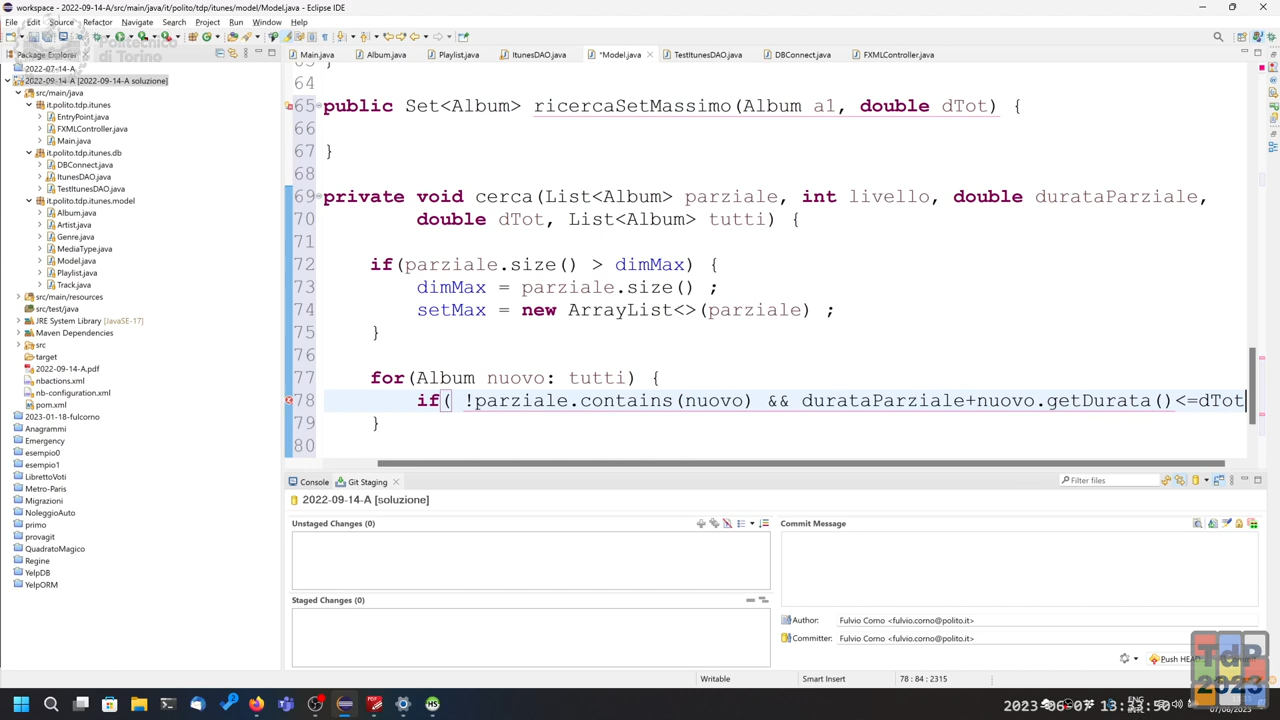 workspace - 2022-09-14-A/src/main/java/it/polito/tdp/itunes/model/Model.java - Eclipse IDE
File Edit Source Refactor Navigate Search Project Run Window Help
Politecnico
di Torino
Package Explorer
2022-07-14-A
2022-09-14-A [2022-09-14-A soluzione]
src/main/java
it.polito.tdp.itunes
EntryPoint.java
FXMLController.java
Main.java
it.polito.tdp.itunes.db
DBConnect.java
ItunesDAO.java
TestItunesDAO.java
it.polito.tdp.itunes.model
Album.java
Artist.java
Genre.java
MediaType.java
Model.java
Playlist.java
Track.java
src/main/resources
src/test/java
JRE System Library [JavaSE-17]
Maven Dependencies
src
target
2022-09-14-A.pdf
nbactions.xml
nb-configuration.xml
pom.xml
2023-01-18-fulcorno
Anagrammi
Emergency
esempio0
esempio1
LibrettoVoti
Metro-Paris
Migrazioni
NoleggioAuto
primo
provagit
QuadratoMagico
Regine
YelpDB
YelpORM
Main.java Album.java Playlist.java ItunesDAO.java *Model.java TestItunesDAO.java DBConnect.java FXMLController.java
63 }
64
65 public Set<Album> ricercaSetMassimo(Album a1, double dTot) {
66
67 }
68
69 private void cerca(List<Album> parziale, int livello, double durataParziale,
70 double dTot, List<Album> tutti) {
71
72 if(parziale.size() > dimMax) {
73 dimMax = parziale.size() ;
74 setMax = new ArrayList<>(parziale) ;
75 }
76
77 for(Album nuovo: tutti) {
78 if( !parziale.contains(nuovo) && durataParziale+nuovo.getDurata()<=dTot
79 }
80
Console Git Staging
Filter files
2022-09-14-A [soluzione]
Unstaged Changes (0)
Commit Message
Staged Changes (0)
Author: Fulvio Corno <fulvio.corno@polito.it>
Committer: Fulvio Corno <fulvio.corno@polito.it>
Push HEAD
Writable Smart Insert 78 : 84 : 2315
TdP
2023
ENG
07/06/2023